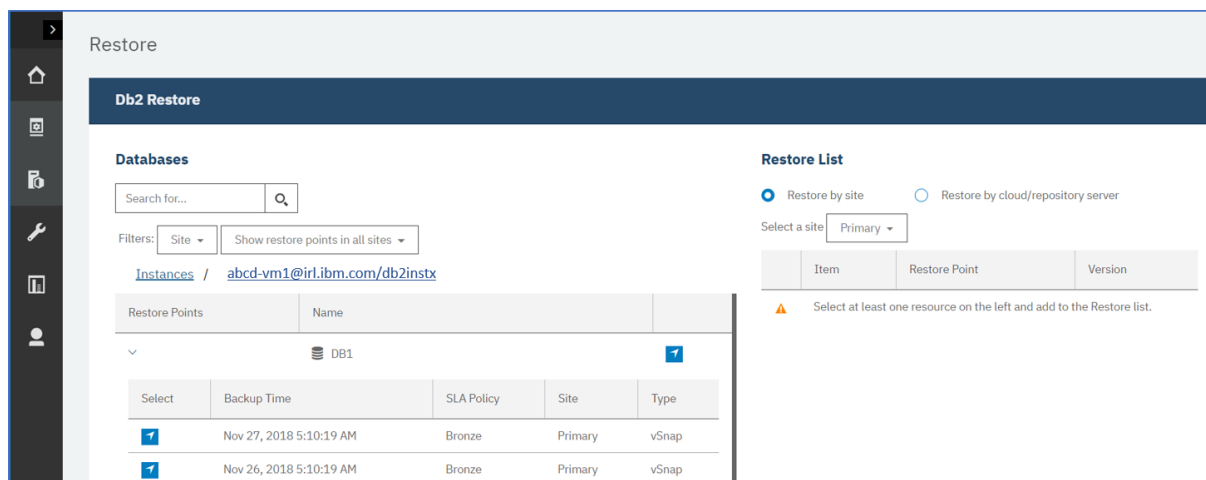 Restore
Db2 Restore
Databases
Search for...
Filters: Site Show restore points in all sites
Instances / abcd-vm1@irl.ibm.com/db2instx
Restore Points Name
DB1
Select Backup Time SLA Policy Site Type
Nov 27, 2018 5:10:19 AM Bronze Primary vSnap
Nov 26, 2018 5:10:19 AM Bronze Primary vSnap
Restore List
Restore by site Restore by cloud/repository server
Select a site Primary
Item Restore Point Version
Select at least one resource on the left and add to the Restore list.